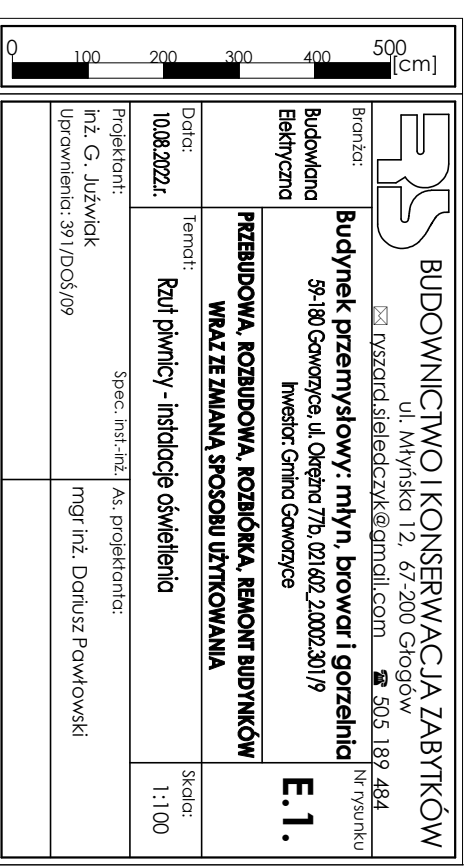 0 100 200 300 400 500
[cm]
RS
BUDOWNICTWO I KONSERWACJA ZABYTKÓW
ul. Młyńska 12, 67-200 Głogów
✉ ryszard.sieledczyk@gmail.com ☎ 505 189 484
Branża:
Budowlana
Elektryczna
Budynek przemysłowy: młyn, browar i gorzelnia
59-180 Gaworzyce, ul. Okrężna 77b, 021602_2.0002.301/9
Inwestor: Gmina Gaworzyce
Nr rysunku
E.1.
PRZEBUDOWA, ROZBUDOWA, ROZBIÓRKA, REMONT BUDYNKÓW
WRAZ ZE ZMIANĄ SPOSOBU UŻYTKOWANIA
Data:
10.08.2022.r.
Temat:
Rzut piwnicy - instalacje oświetlenia
Skala:
1:100
Projektant:
inż. G. Juźwiak
Uprawnienia: 391/DOŚ/09
Spec. inst.-inż.
As. projektanta:
mgr inż. Dariusz Pawłowski